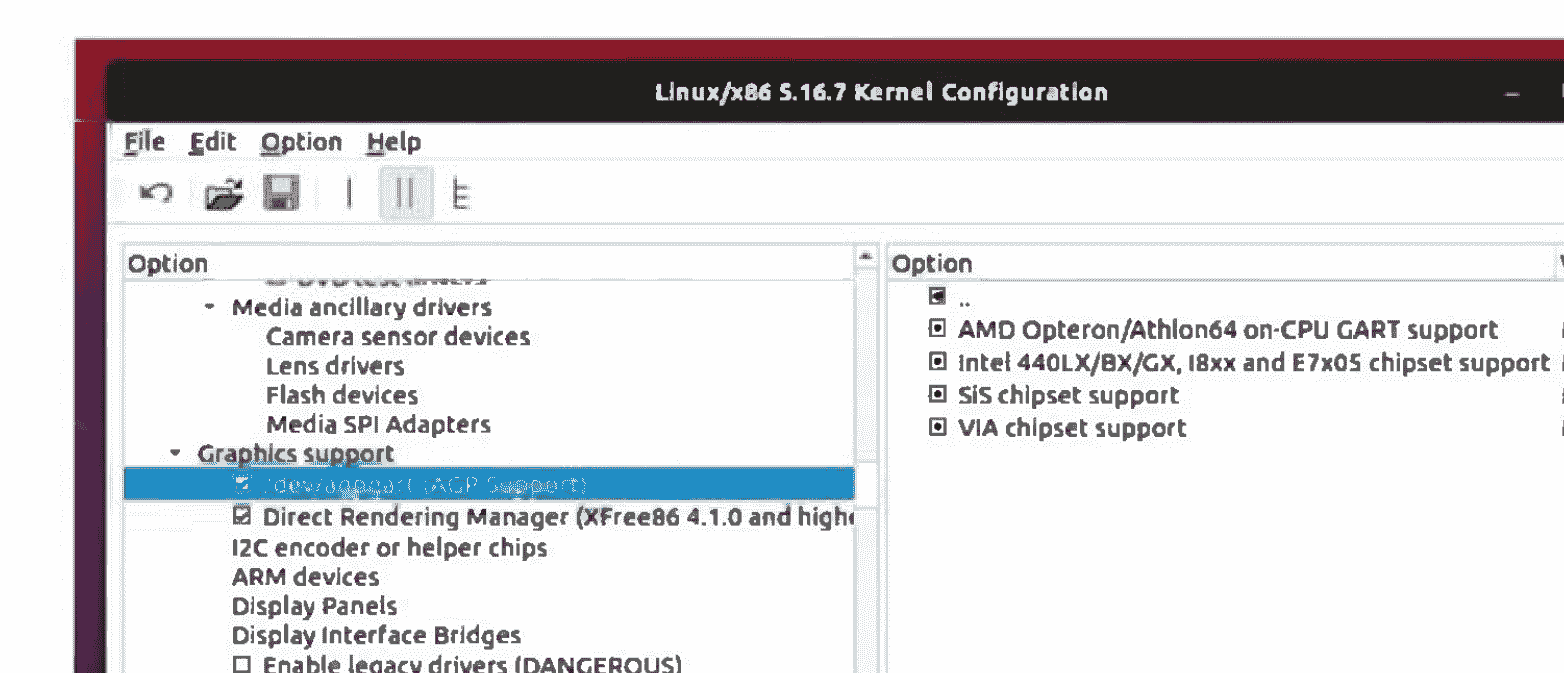 Linux/x86 5.16.7 Kernel Configuration
File Edit Option Help
Option
Media ancillary drivers
Camera sensor devices
Lens drivers
Flash devices
Media SPI Adapters
Graphics support
/dev/agpgart (AGP Support)
Direct Rendering Manager (XFree86 4.1.0 and highe
I2C encoder or helper chips
ARM devices
Display Panels
Display Interface Bridges
Enable legacy drivers (DANGEROUS)
Option
..
AMD Opteron/Athlon64 on-CPU GART support
Intel 440LX/BX/GX, I8xx and E7x05 chipset support
SiS chipset support
VIA chipset support